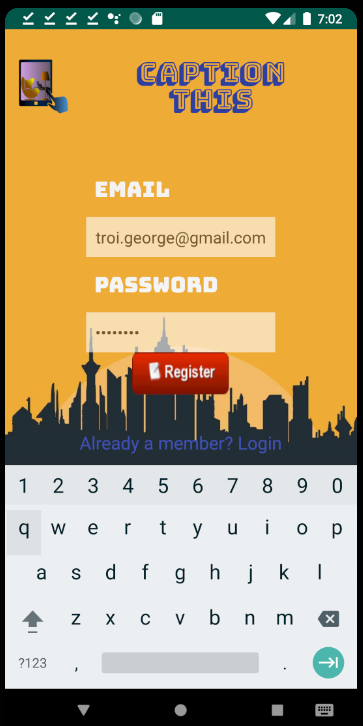 7:02
CAPTION
THIS
EMAIL
troi.george@gmail.com
PASSWORD
••••••••
Register
Already a member? Login
1 2 3 4 5 6 7 8 9 0
q w e r t y u i o p
a s d f g h j k l
z x c v b n m
?123 , .